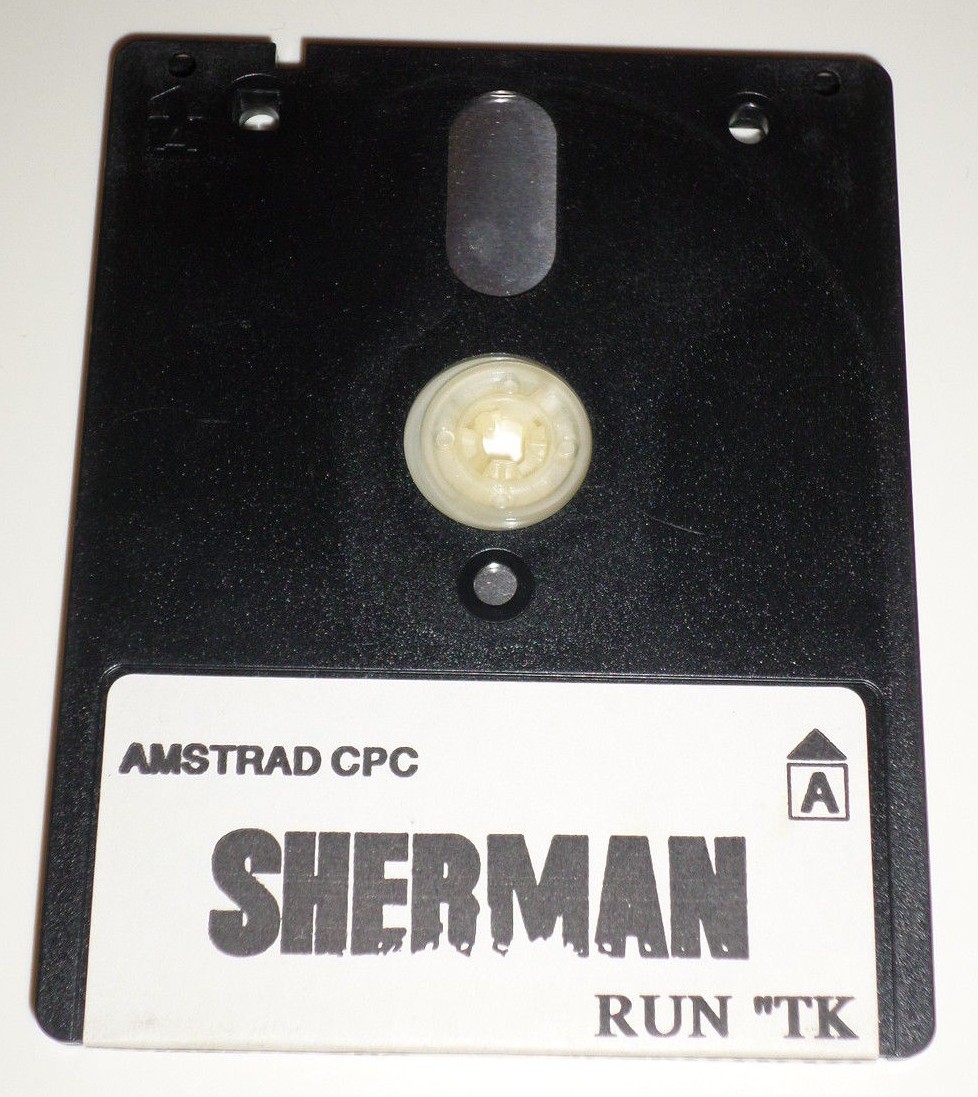 AMSTRAD CPC
A
SHERMAN
RUN "TK